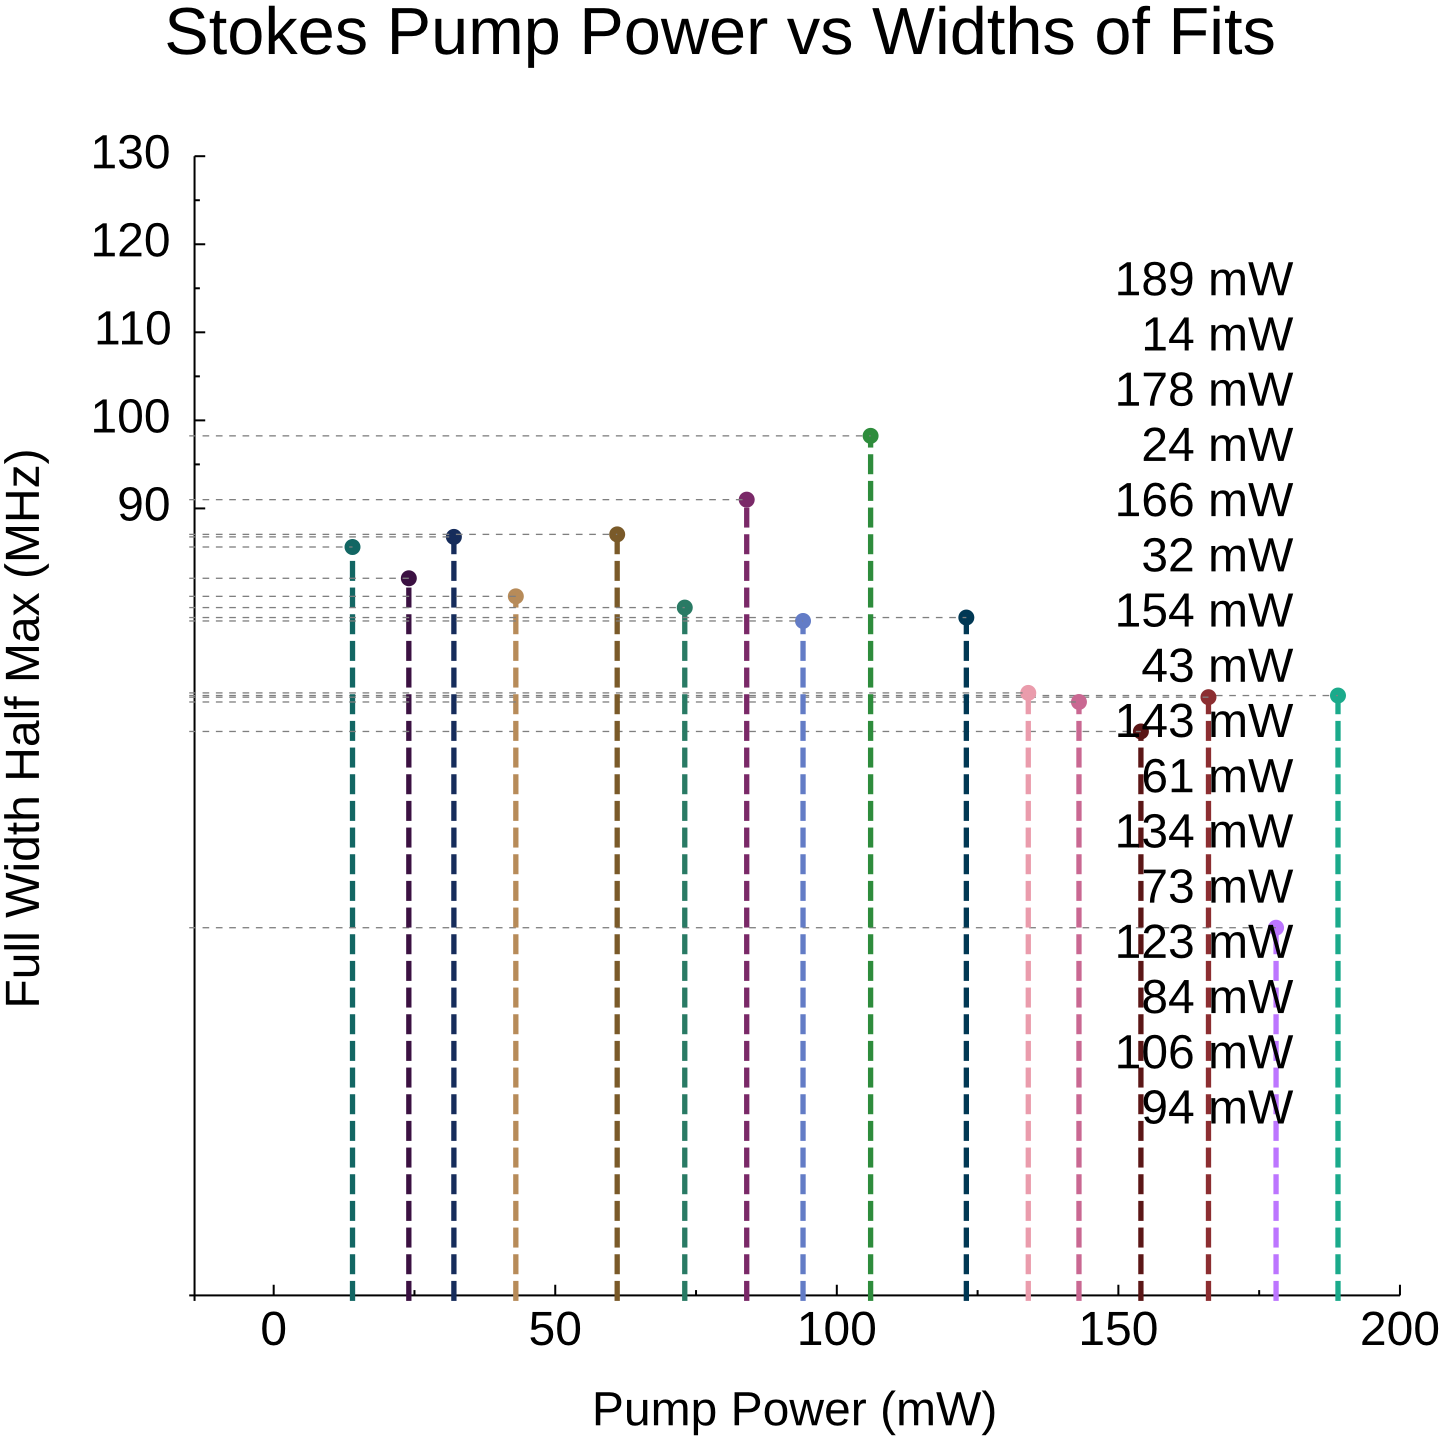 Stokes Pump Power vs Widths of Fits
130
120
110
100
90
Full Width Half Max (MHz)
189 mW
14 mW
178 mW
24 mW
166 mW
32 mW
154 mW
43 mW
143 mW
61 mW
134 mW
73 mW
123 mW
84 mW
106 mW
94 mW
0 50 100 150 200
Pump Power (mW)